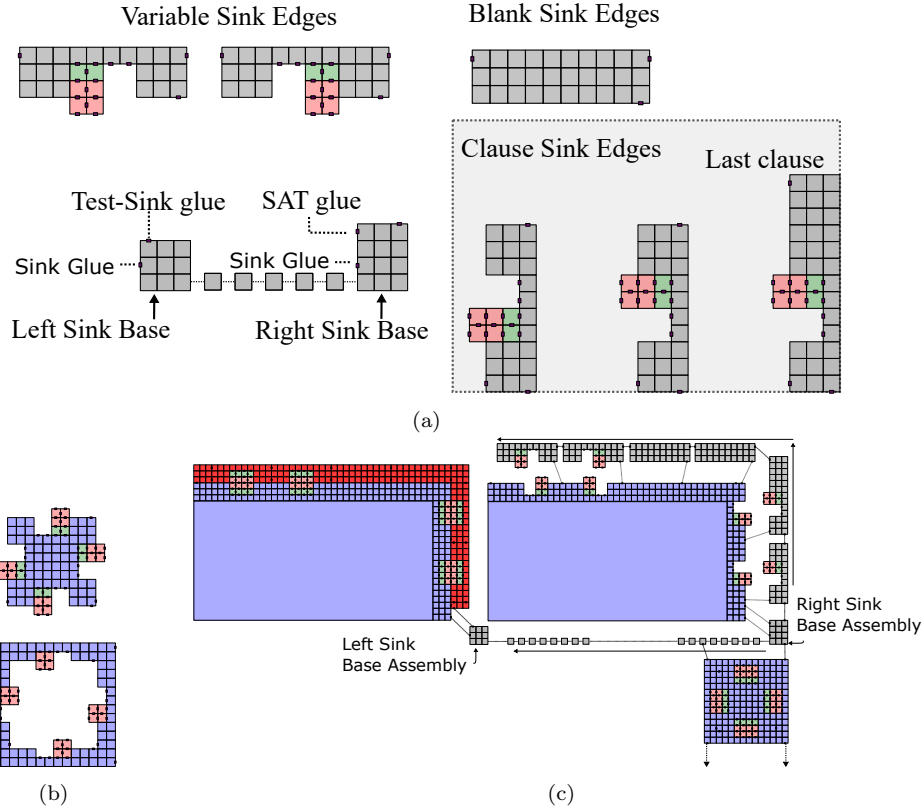 Variable Sink Edges
Blank Sink Edges
Clause Sink Edges
Last clause
Test-Sink glue
SAT glue
Sink Glue
Sink Glue
Left Sink Base
Right Sink Base
(a)
Left Sink
Base Assembly
Right Sink
Base Assembly
(b)
(c)